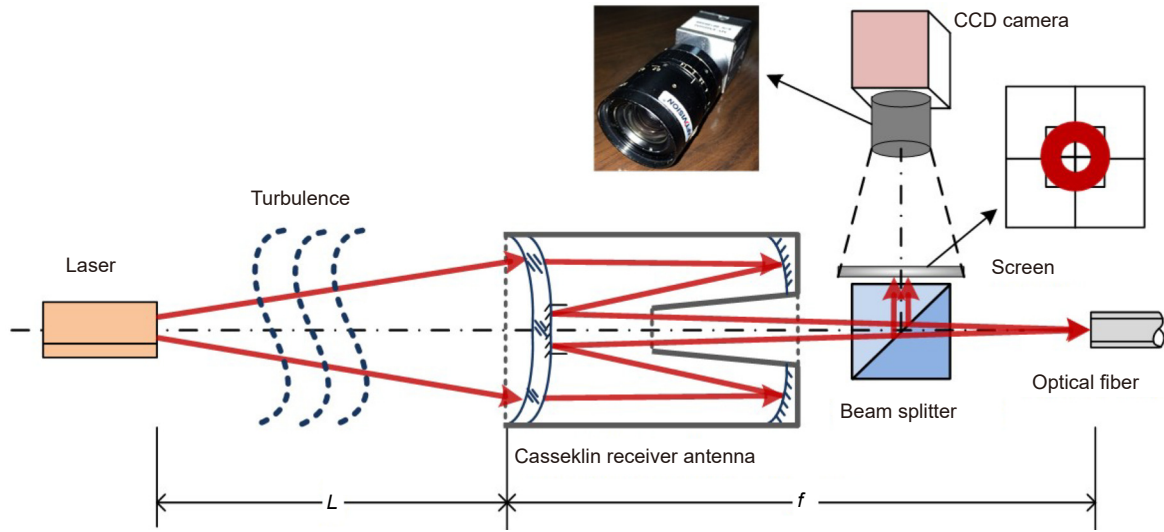 CCD camera
Turbulence
Laser
Screen
Optical fiber
Beam splitter
Casseklin receiver antenna
L
f